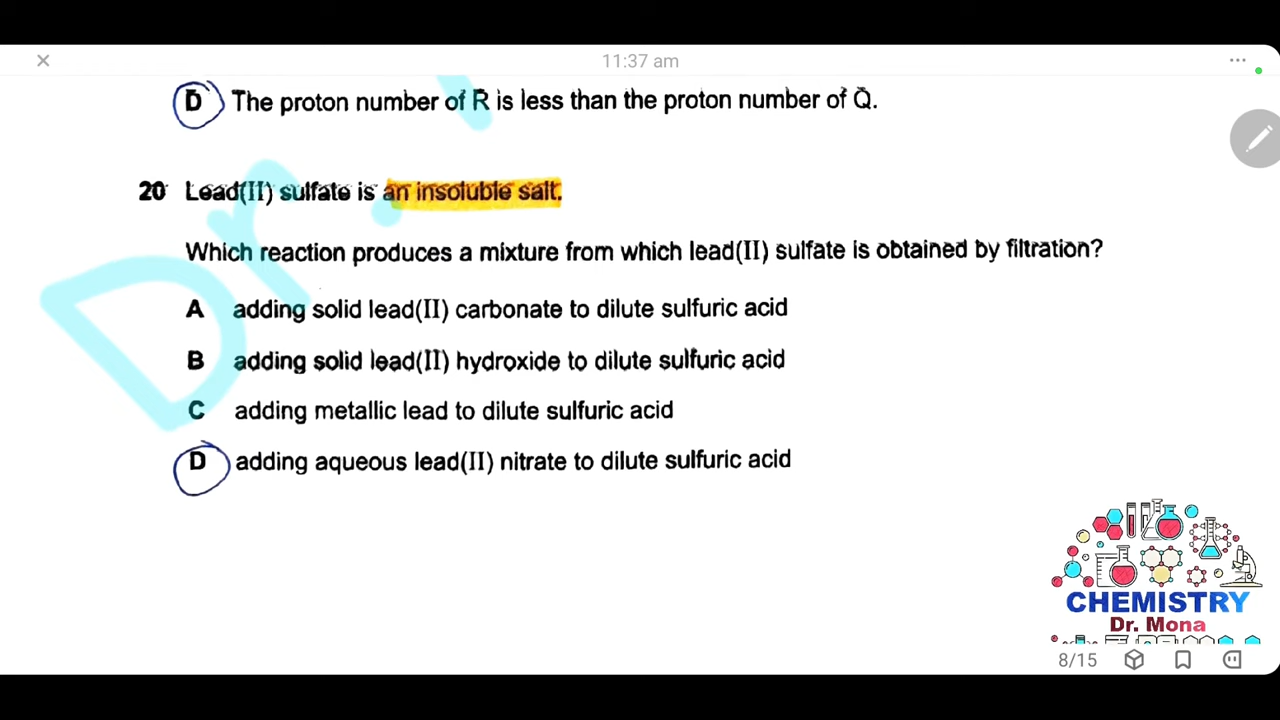 11:37 am
D The proton number of R is less than the proton number of Q.
20 Lead(II) sulfate is an insoluble salt.
Which reaction produces a mixture from which lead(II) sulfate is obtained by filtration?
A adding solid lead(II) carbonate to dilute sulfuric acid
B adding solid lead(II) hydroxide to dilute sulfuric acid
C adding metallic lead to dilute sulfuric acid
D adding aqueous lead(II) nitrate to dilute sulfuric acid
Dr.
CHEMISTRY
Dr. Mona
8/15